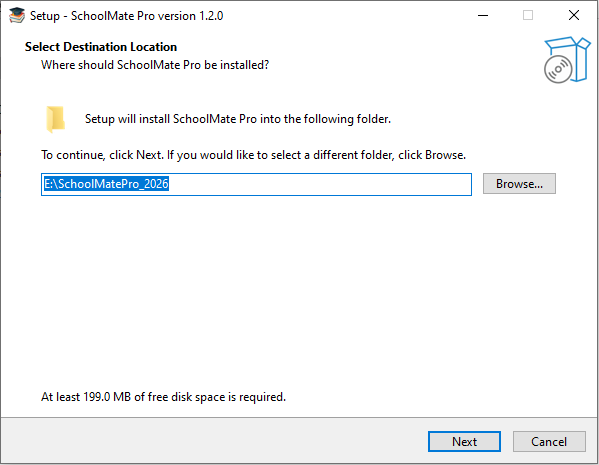 Setup - SchoolMate Pro version 1.2.0
Select Destination Location
Where should SchoolMate Pro be installed?
Setup will install SchoolMate Pro into the following folder.
To continue, click Next. If you would like to select a different folder, click Browse.
E:\SchoolMatePro_2026
Browse...
At least 199.0 MB of free disk space is required.
Next
Cancel